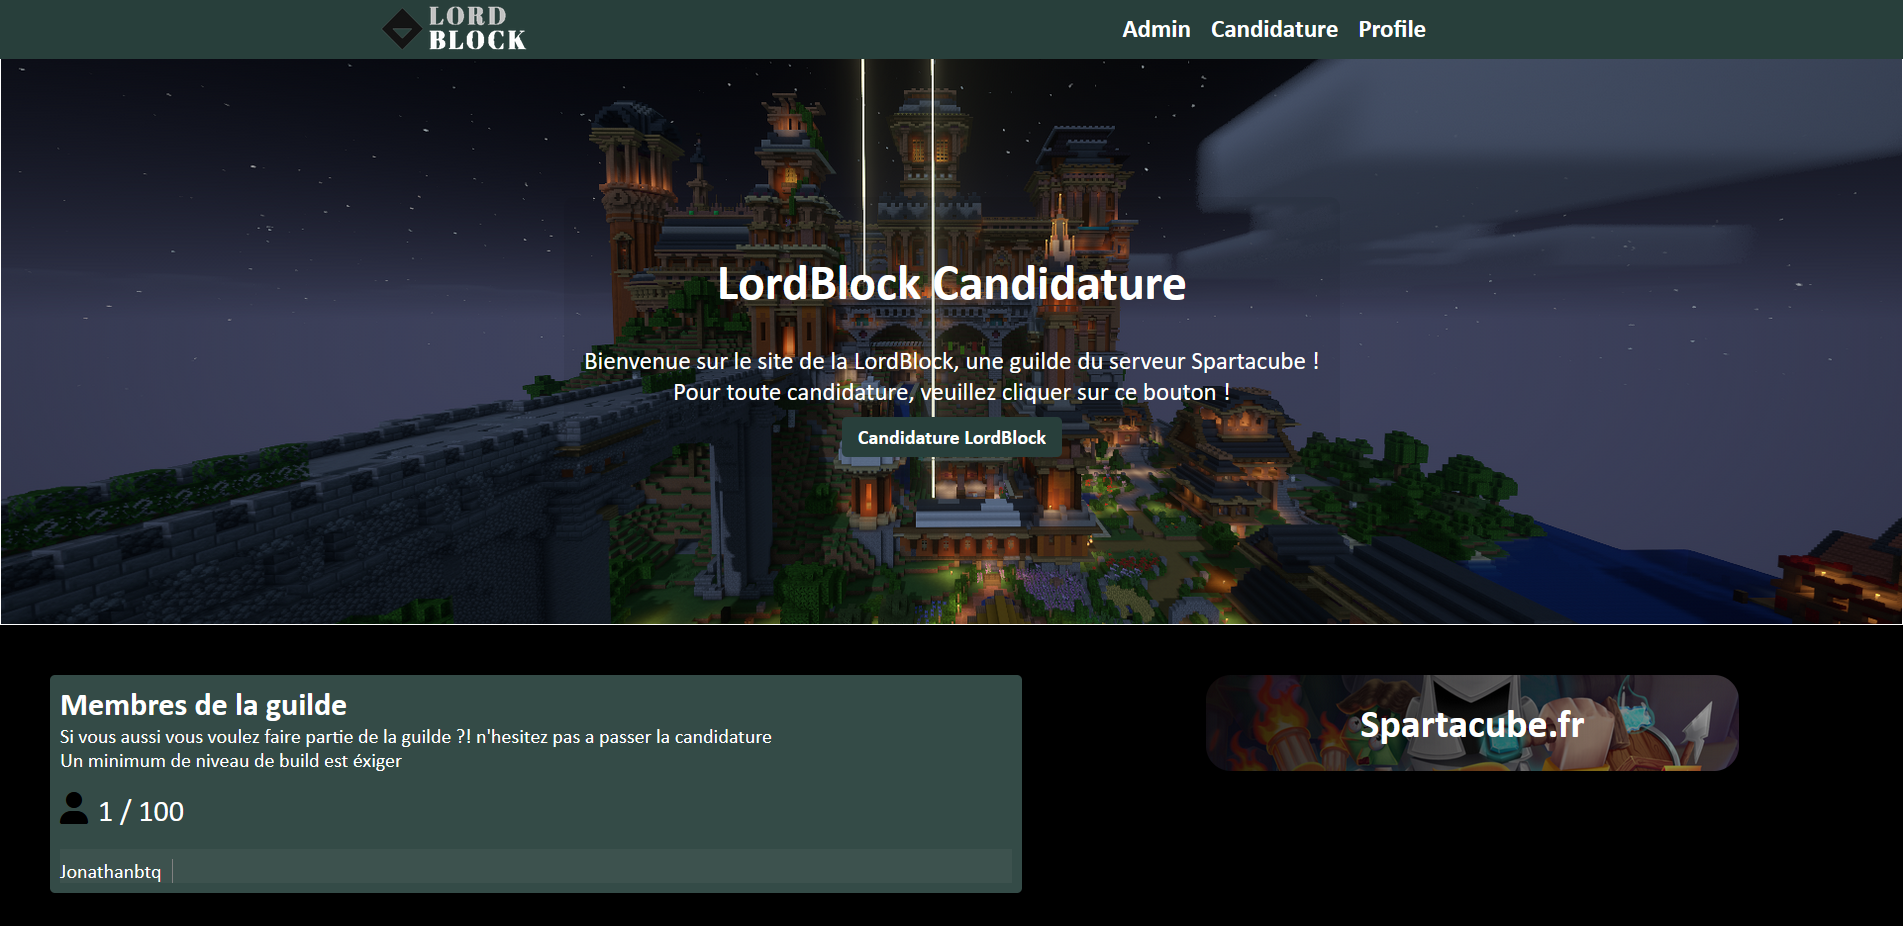 LORD
BLOCK
Admin Candidature Profile
LordBlock Candidature
Bienvenue sur le site de la LordBlock, une guilde du serveur Spartacube !
Pour toute candidature, veuillez cliquer sur ce bouton !
Candidature LordBlock
Membres de la guilde
Si vous aussi vous voulez faire partie de la guilde ?! n'hesitez pas a passer la candidature
Un minimum de niveau de build est éxiger
1 / 100
Jonathanbtq
Spartacube.fr